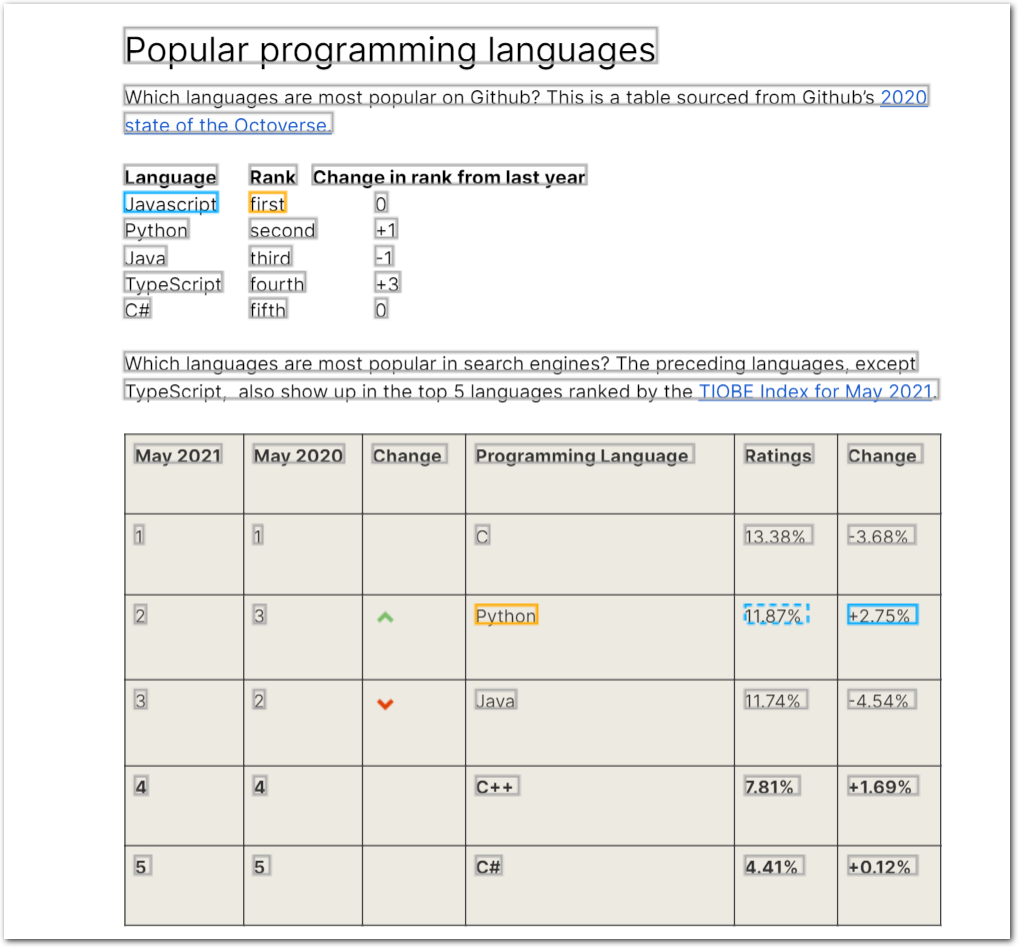 Popular programming languages
Which languages are most popular on Github? This is a table sourced from Github's 2020
state of the Octoverse.
Language Rank Change in rank from last year
Javascript first 0
Python second +1
Java third -1
TypeScript fourth +3
C# fifth 0
Which languages are most popular in search engines? The preceding languages, except
TypeScript, also show up in the top 5 languages ranked by the TIOBE Index for May 2021.
May 2021 May 2020 Change Programming Language Ratings Change
1 1 C 13.38% -3.68%
2 3 Python 11.87% +2.75%
3 2 Java 11.74% -4.54%
4 4 C++ 7.81% +1.69%
5 5 C# 4.41% +0.12%